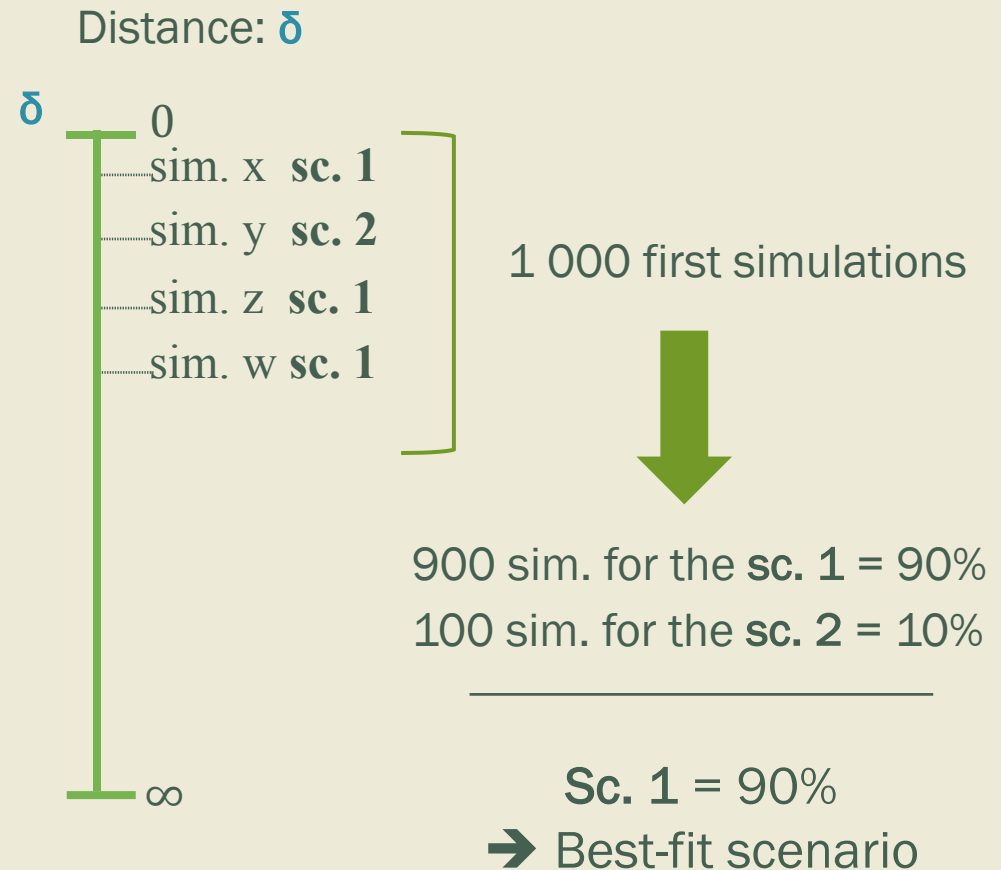 Distance: δ
δ
0
sim. x sc. 1
sim. y sc. 2
sim. z sc. 1
sim. w sc. 1
1 000 first simulations
900 sim. for the sc. 1 = 90%
100 sim. for the sc. 2 = 10%
∞
Sc. 1 = 90%
➔ Best-fit scenario